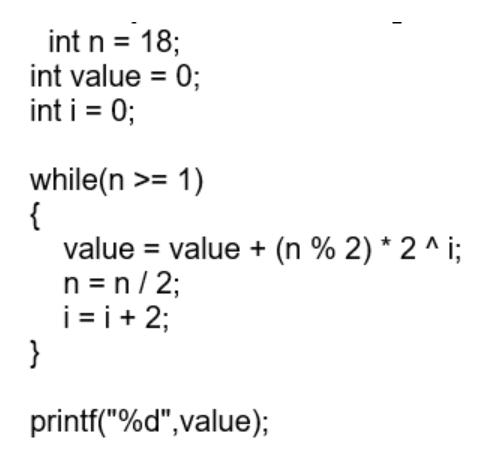 int n = 18;
int value = 0;
int i = 0;
while(n >= 1)
{
value = value + (n % 2) * 2 ^ i;
n = n / 2;
i = i + 2;
}
printf("%d",value);